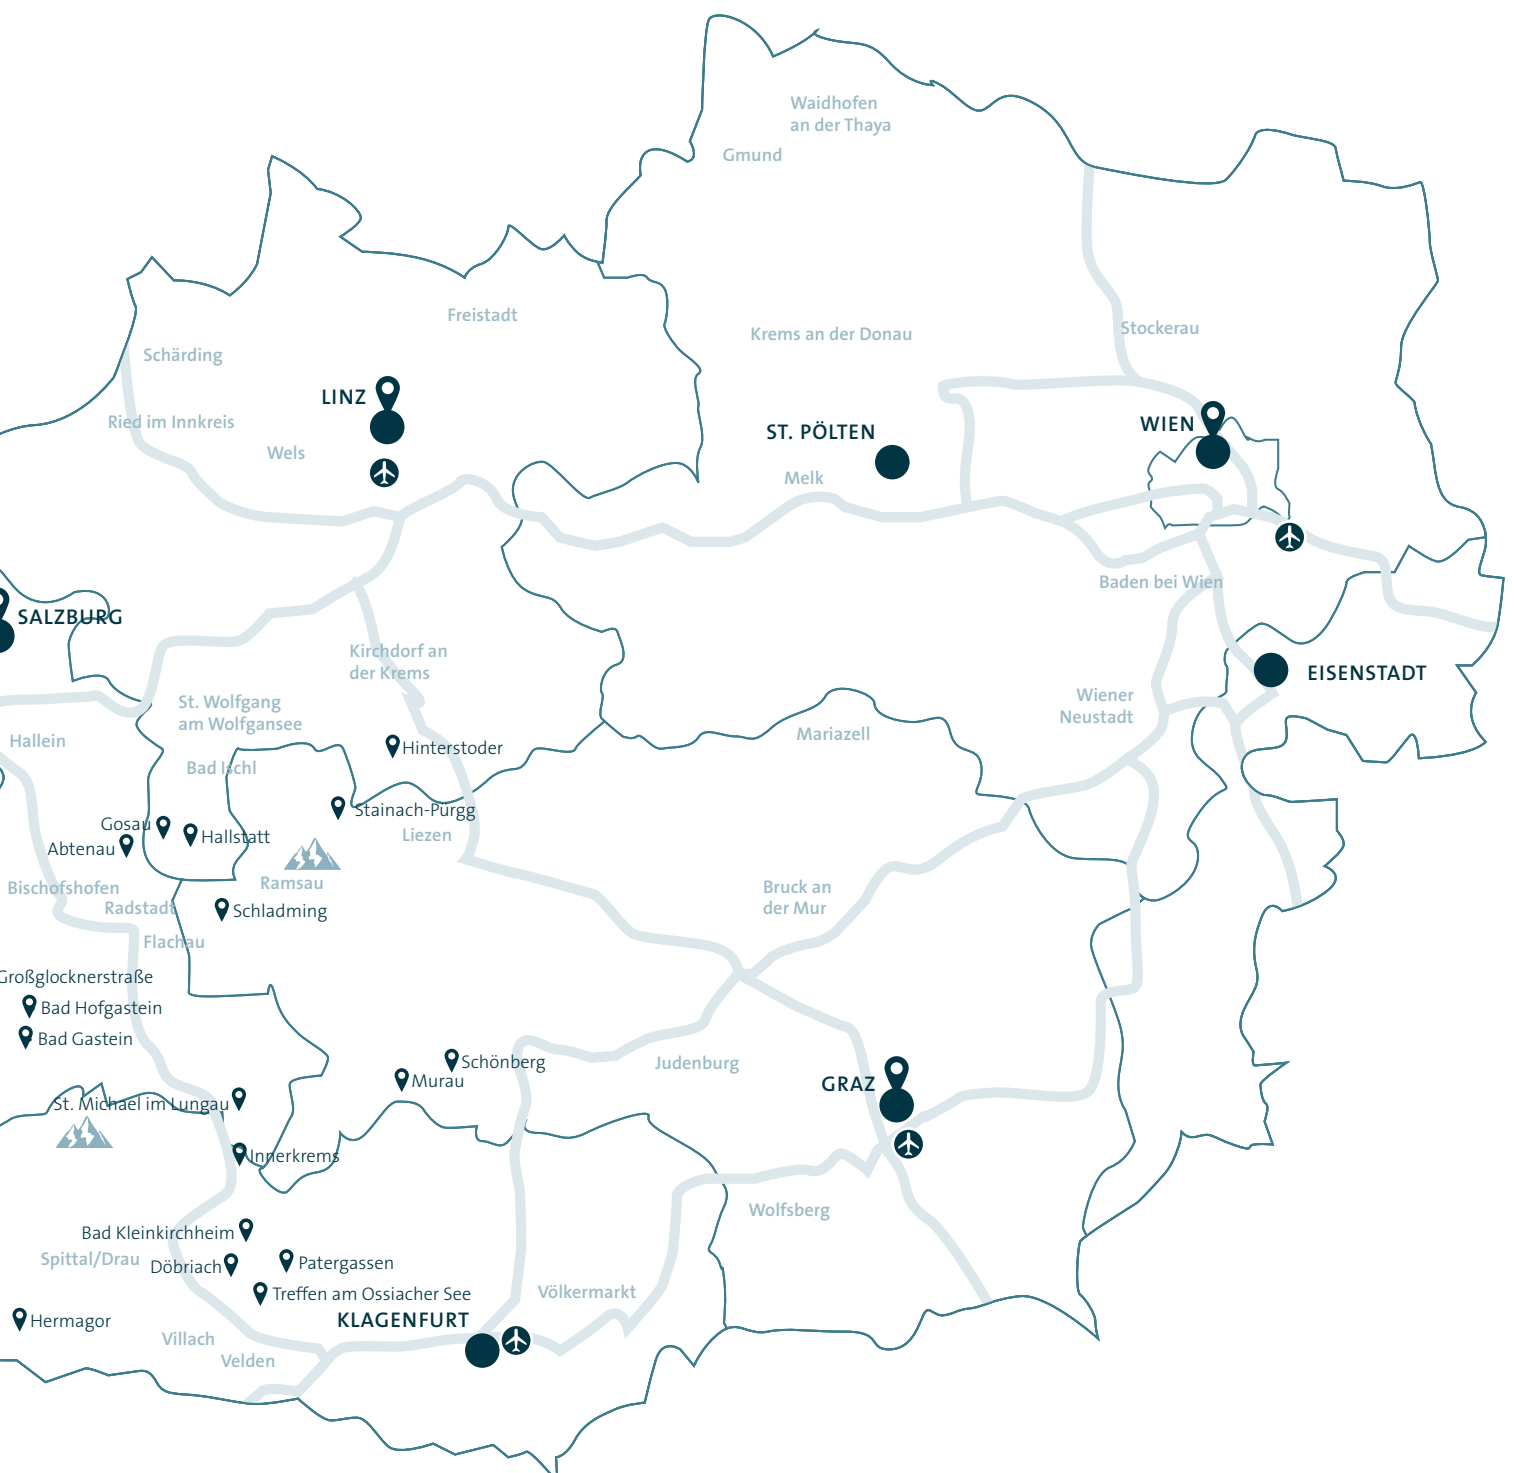 Waidhofen
an der Thaya
Gmund
Freistadt
Stockerau
Krems an der Donau
Schärding
LINZ
Ried im Innkreis
WIEN
ST. PÖLTEN
Wels
Melk
Baden bei Wien
SALZBURG
Kirchdorf an
der Krems
EISENSTADT
St. Wolfgang
am Wolfgansee
Wiener
Neustadt
Mariazell
Hallein
Hinterstoder
Bad Ischl
Stainach-Pürgg
Gosau
Hallstatt
Liezen
Abtenau
Ramsau
Bischofshofen
Bruck an
der Mur
Radstadt
Schladming
Flachau
Großglocknerstraße
Bad Hofgastein
Bad Gastein
Schönberg
Judenburg
Murau
GRAZ
St. Michael im Lungau
Innerkrems
Wolfsberg
Bad Kleinkirchheim
Spittal/Drau
Patergassen
Döbriach
Treffen am Ossiacher See
Völkermarkt
KLAGENFURT
Hermagor
Villach
Velden